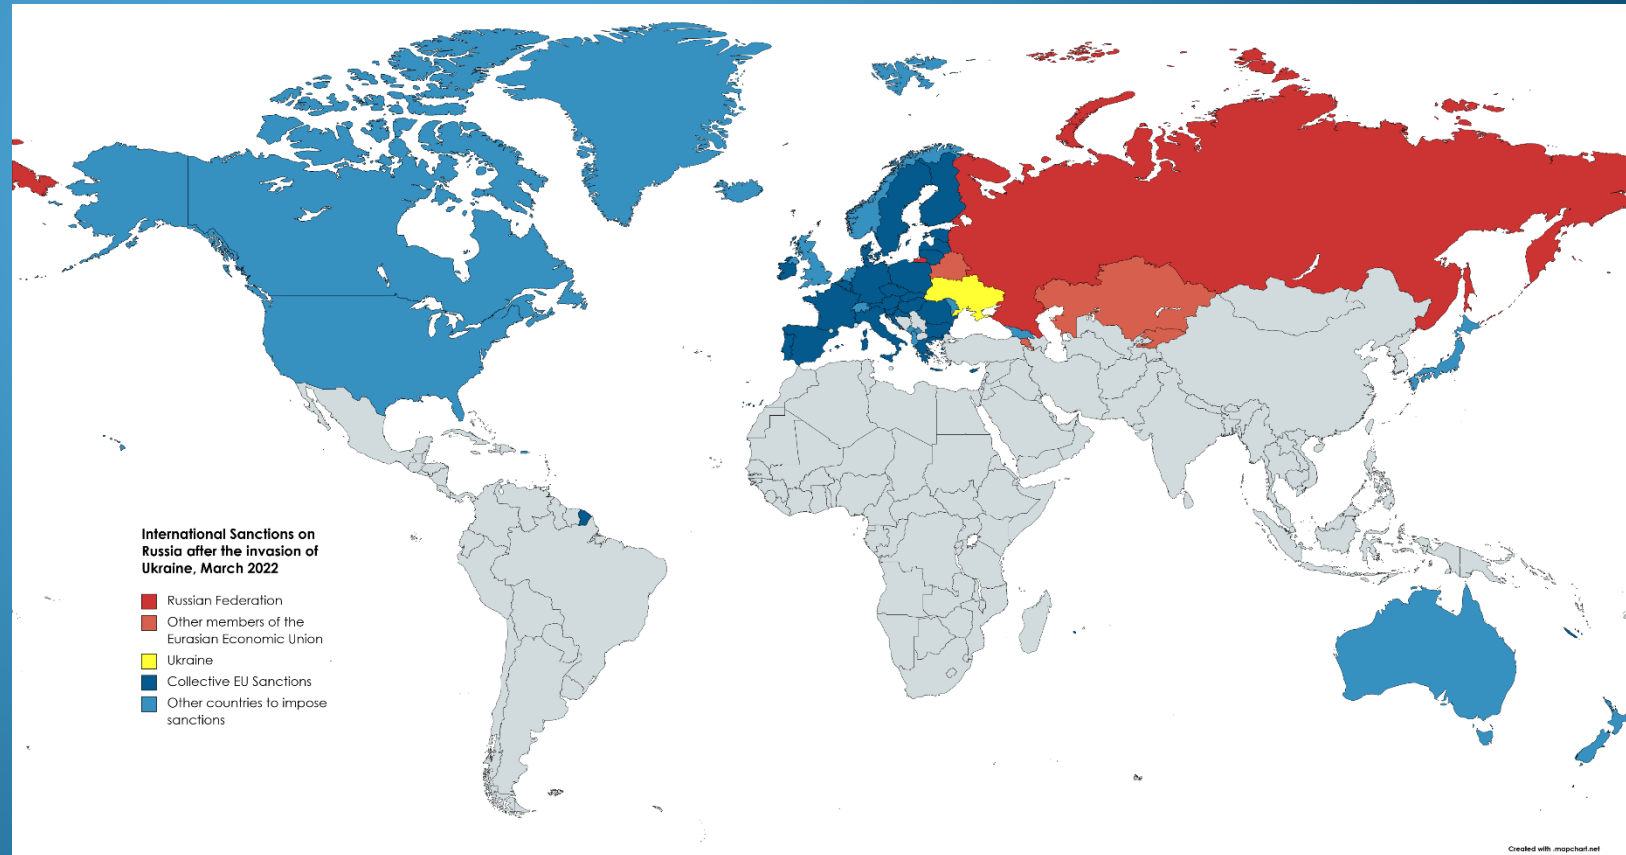 International Sanctions on
Russia after the invasion of
Ukraine, March 2022
Russian Federation
Other members of the
Eurasian Economic Union
Ukraine
Collective EU Sanctions
Other countries to impose
sanctions
Created with .mapchart.net